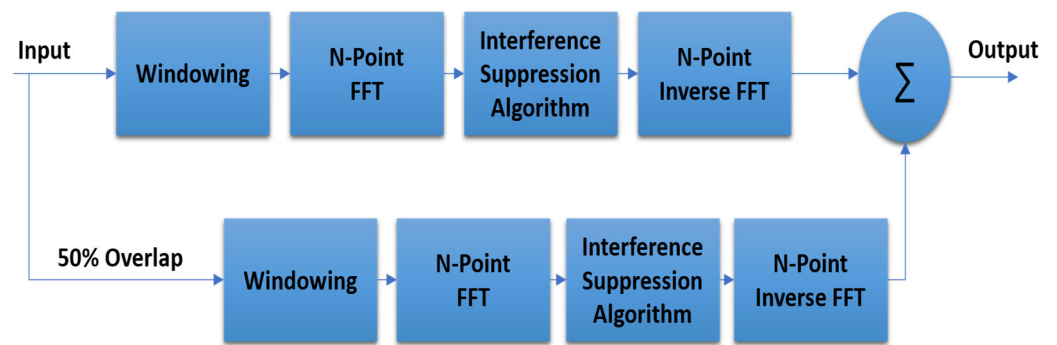 Input
Windowing
N-Point
FFT
Interference
Suppression
Algorithm
N-Point
Inverse FFT
∑
Output
50% Overlap
Windowing
N-Point
FFT
Interference
Suppression
Algorithm
N-Point
Inverse FFT